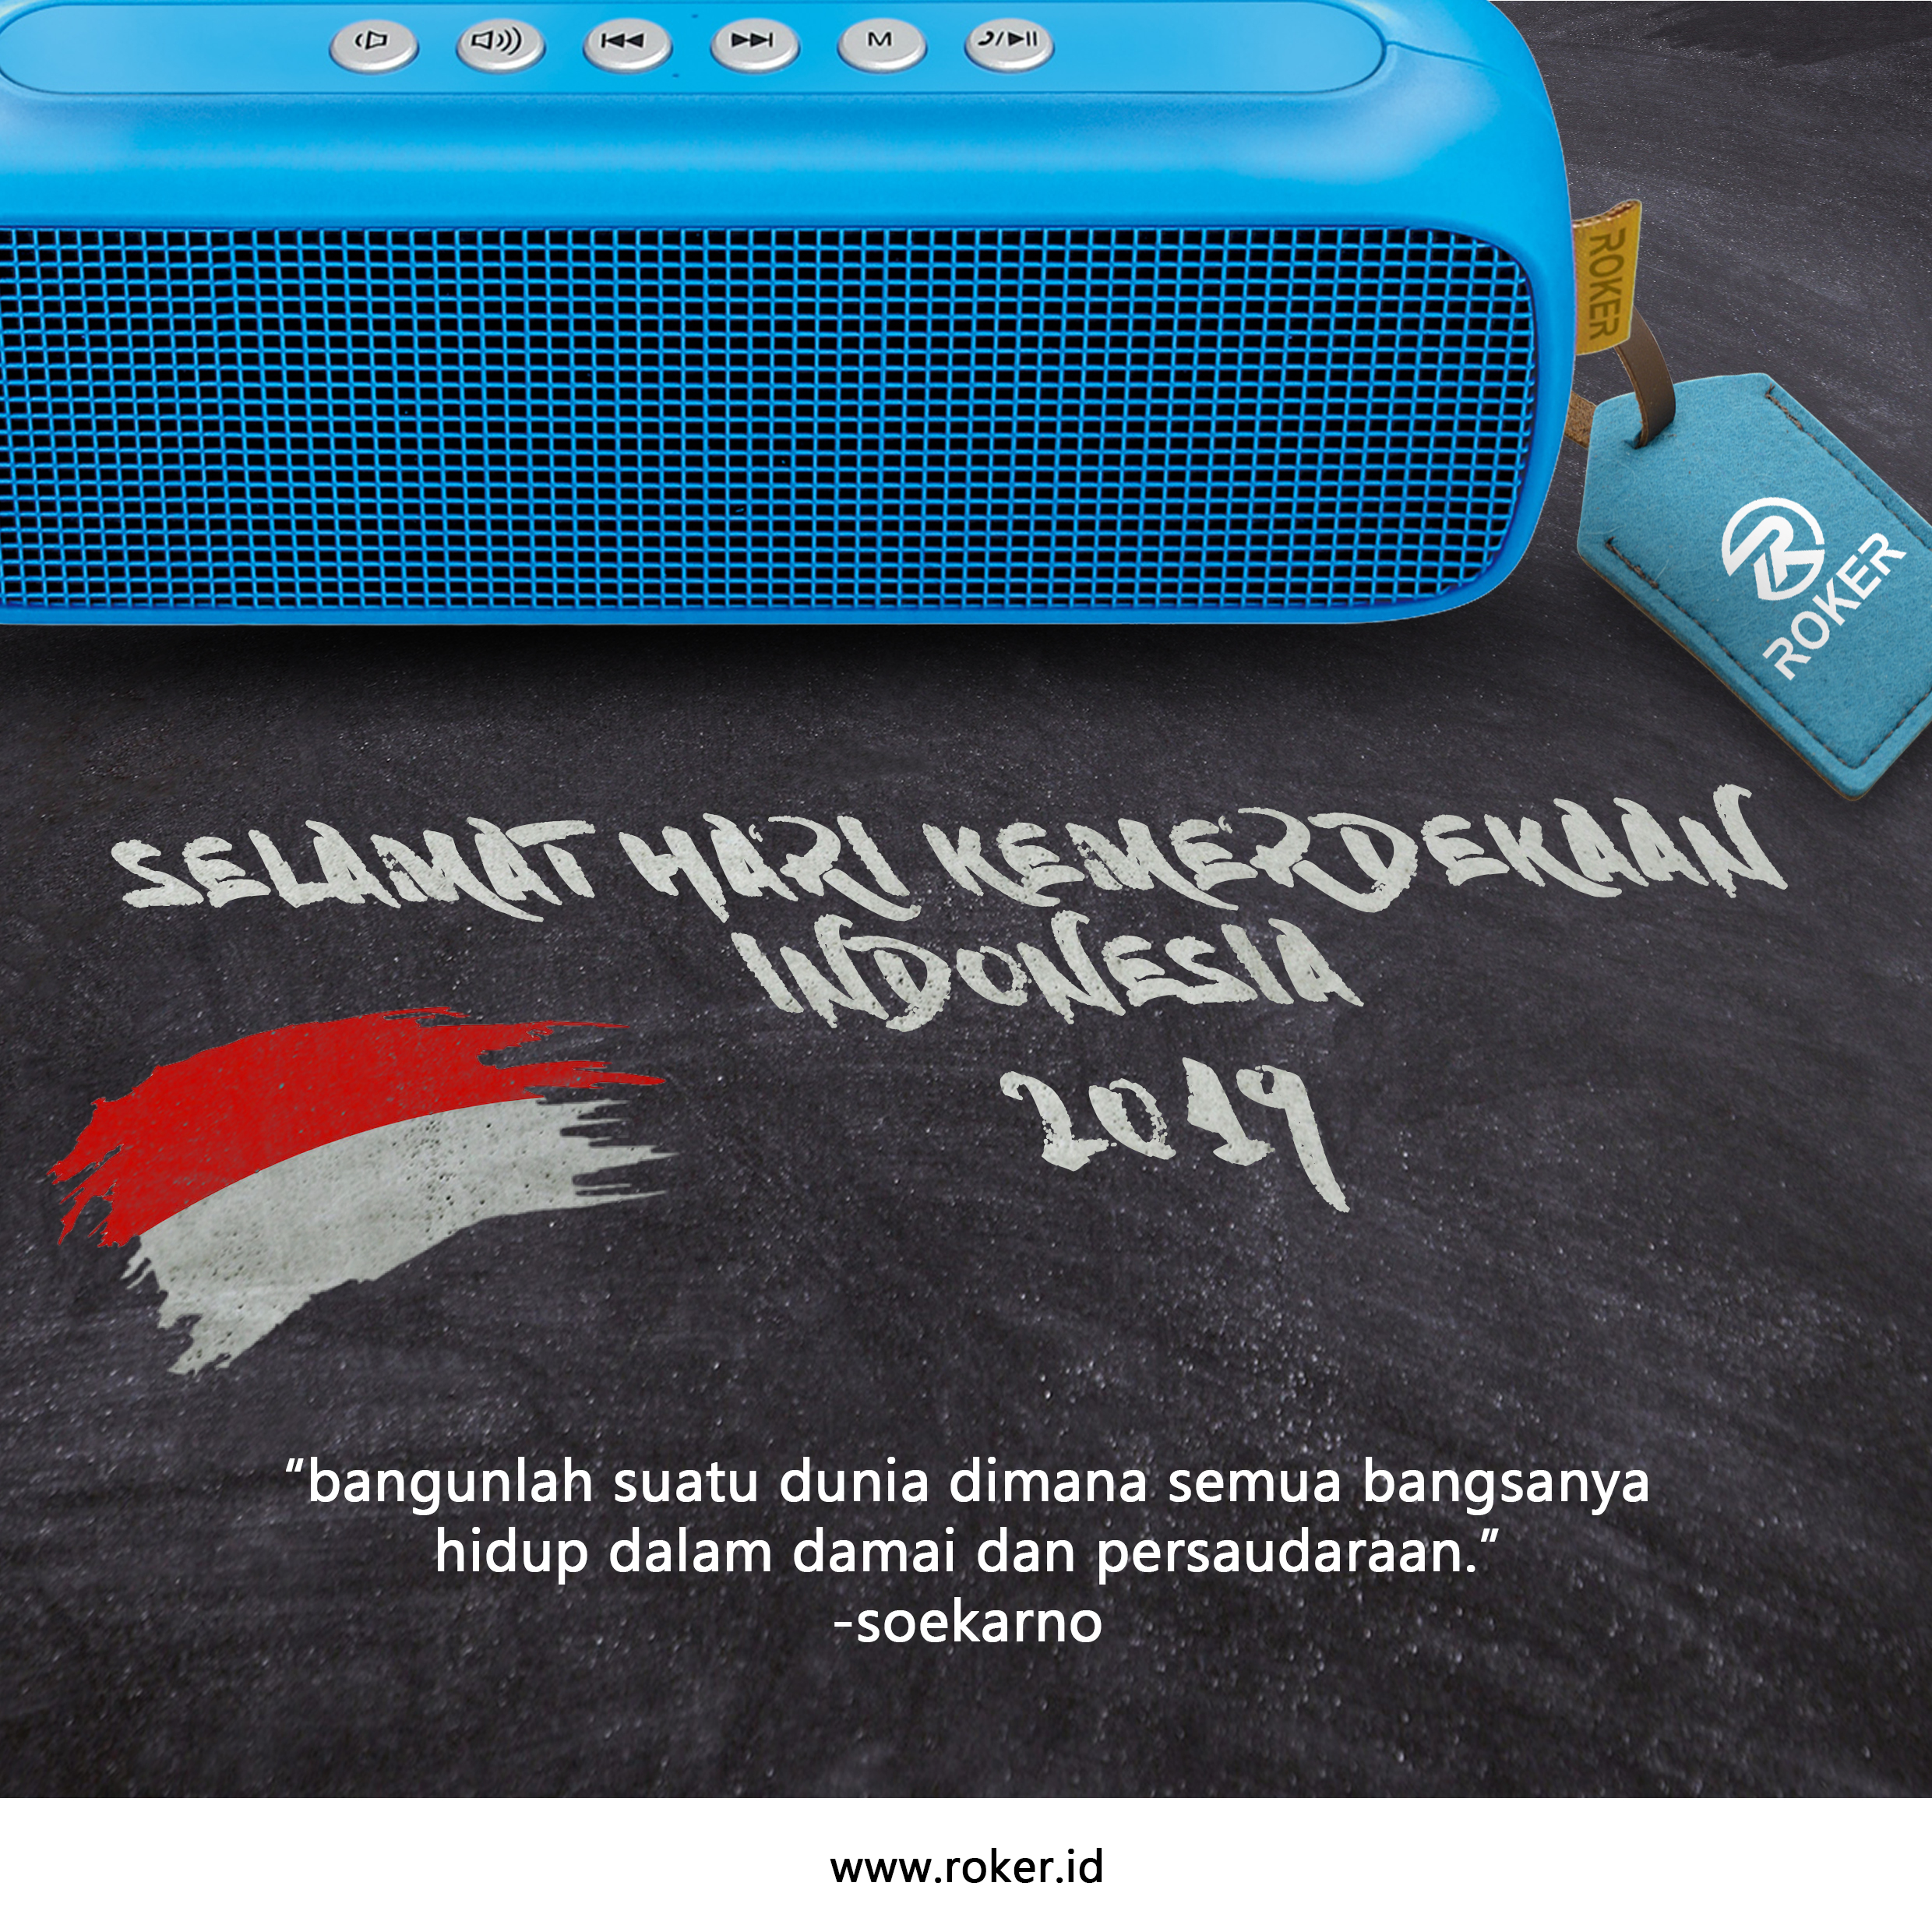 M
ROKER
ROKER
SELAMAT HARI KEMERDEKAAN
INDONESIA
2019
“bangunlah suatu dunia dimana semua bangsanya
hidup dalam damai dan persaudaraan.”
-soekarno
www.roker.id